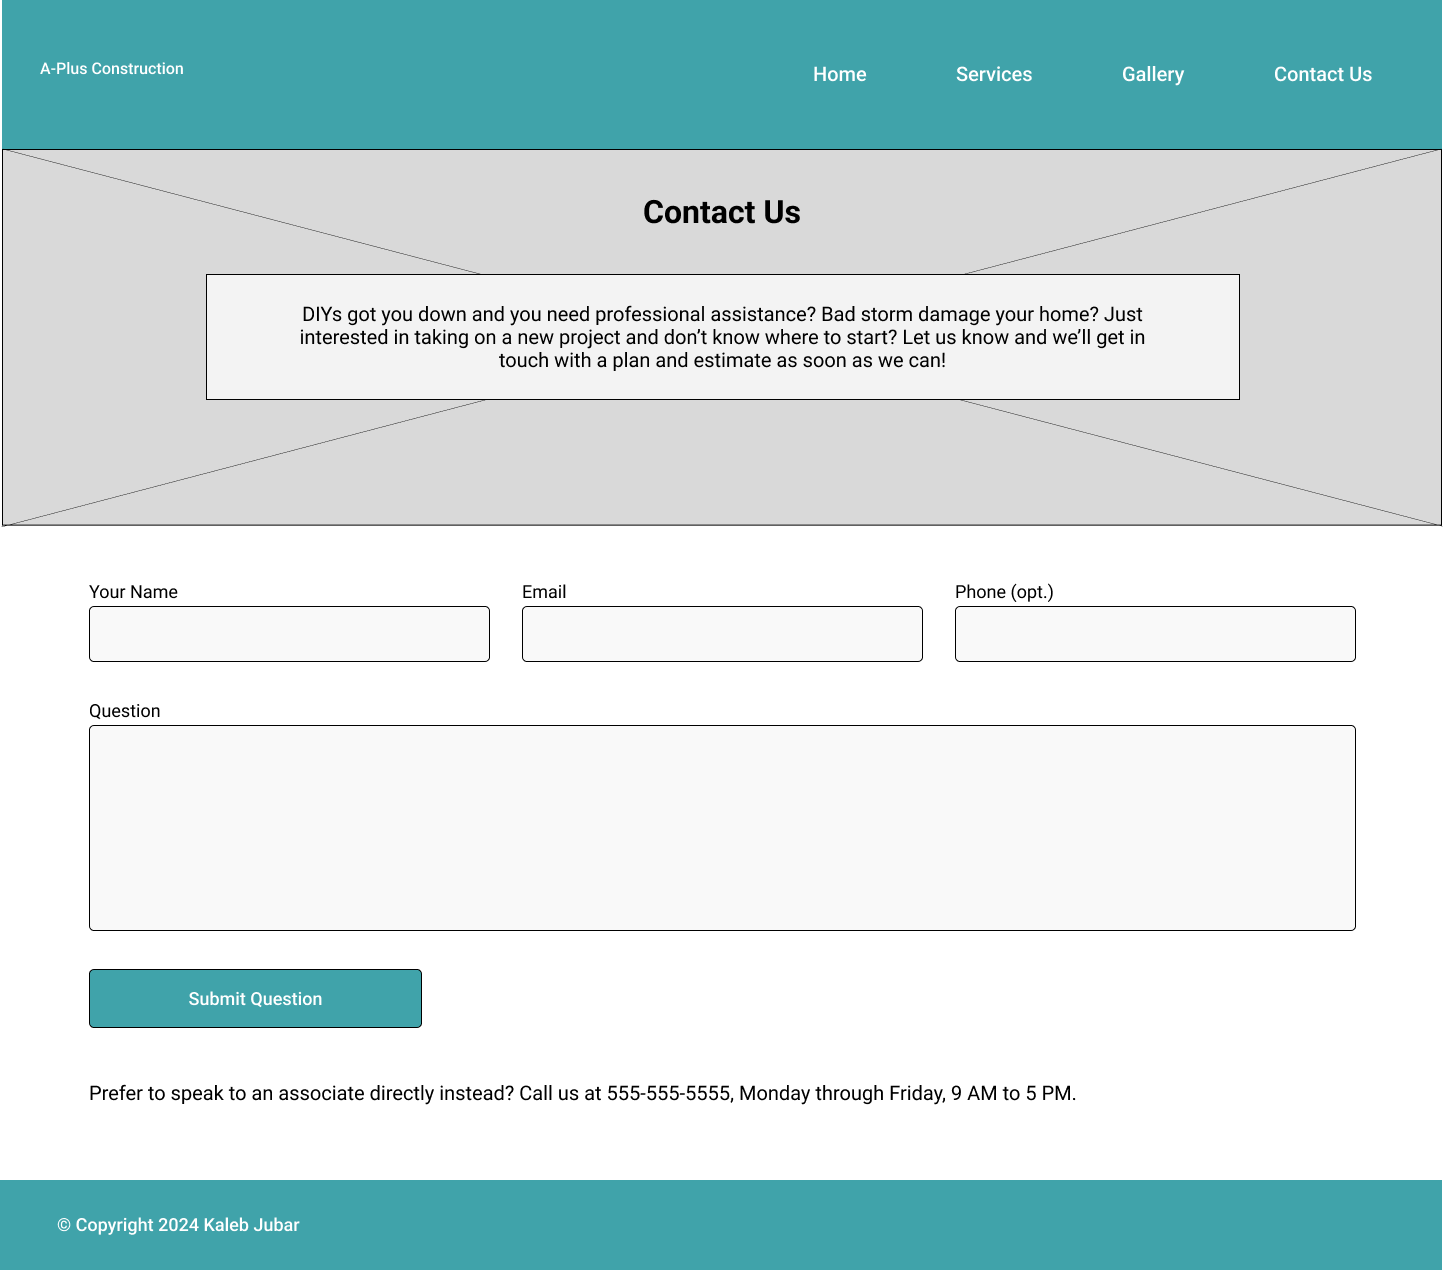 A-Plus Construction
Home
Services
Gallery
Contact Us
Contact Us
DIYs got you down and you need professional assistance? Bad storm damage your home? Just
interested in taking on a new project and don’t know where to start? Let us know and we’ll get in
touch with a plan and estimate as soon as we can!
Your Name
Email
Phone (opt.)
Question
Submit Question
Prefer to speak to an associate directly instead? Call us at 555-555-5555, Monday through Friday, 9 AM to 5 PM.
© Copyright 2024 Kaleb Jubar